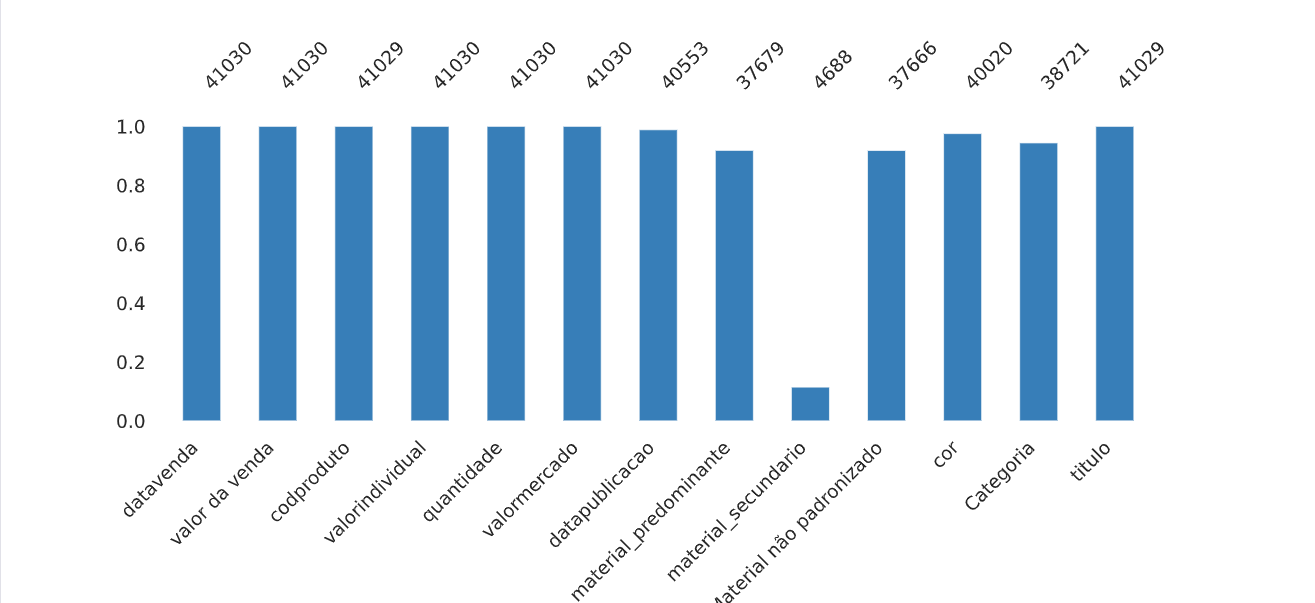 41030
41030
41029
41030
41030
41030
40553
37679
4688
37666
40020
38721
41029
1.0
0.8
0.6
0.4
0.2
0.0
datavenda
valor da venda
codproduto
valorindividual
quantidade
valormercado
datapublicacao
material_predominante
material_secundario
Material não padronizado
cor
Categoria
titulo